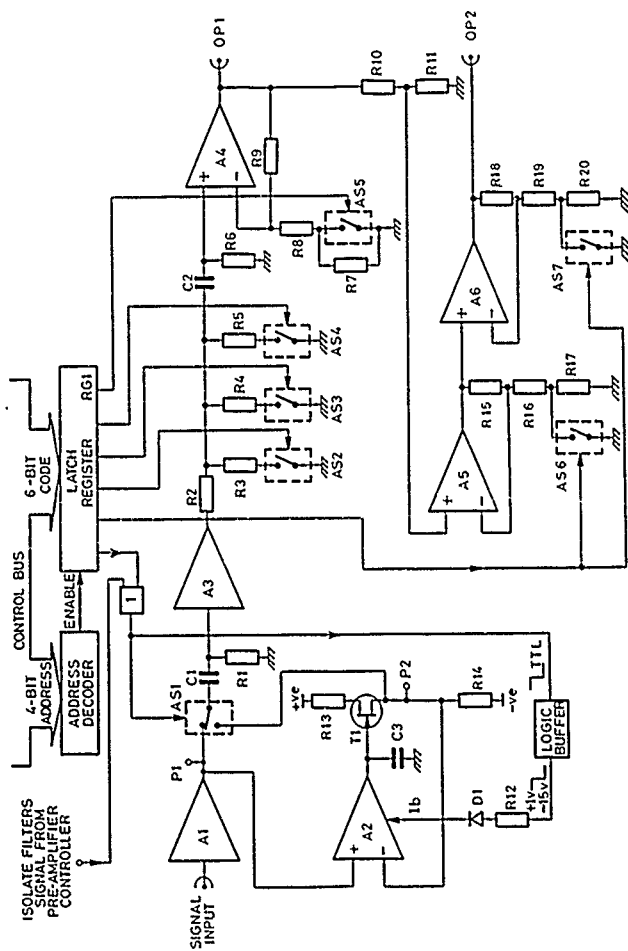 CONTROL BUS
4-BIT
ADDRESS
6-BIT
CODE
ADDRESS
DECODER
ENABLE
LATCH
REGISTER
RG1
ISOLATE FILTERS
SIGNAL FROM
PRE-AMPLIFIER
CONTROLLER
1
SIGNAL
INPUT
A1
P1
AS1
C1
R1
A3
R2
R3
AS2
R4
AS3
R5
AS4
C2
R6
+
-
A4
OP1
R9
R8
R7
AS5
R10
R11
+
-
A2
Ib
D1
R12
+1v
-15v
LOGIC
BUFFER
TTL
C3
T1
+ve
R13
P2
R14
-ve
+
-
A5
R15
R16
R17
AS6
+
-
A6
OP2
R18
R19
R20
AS7